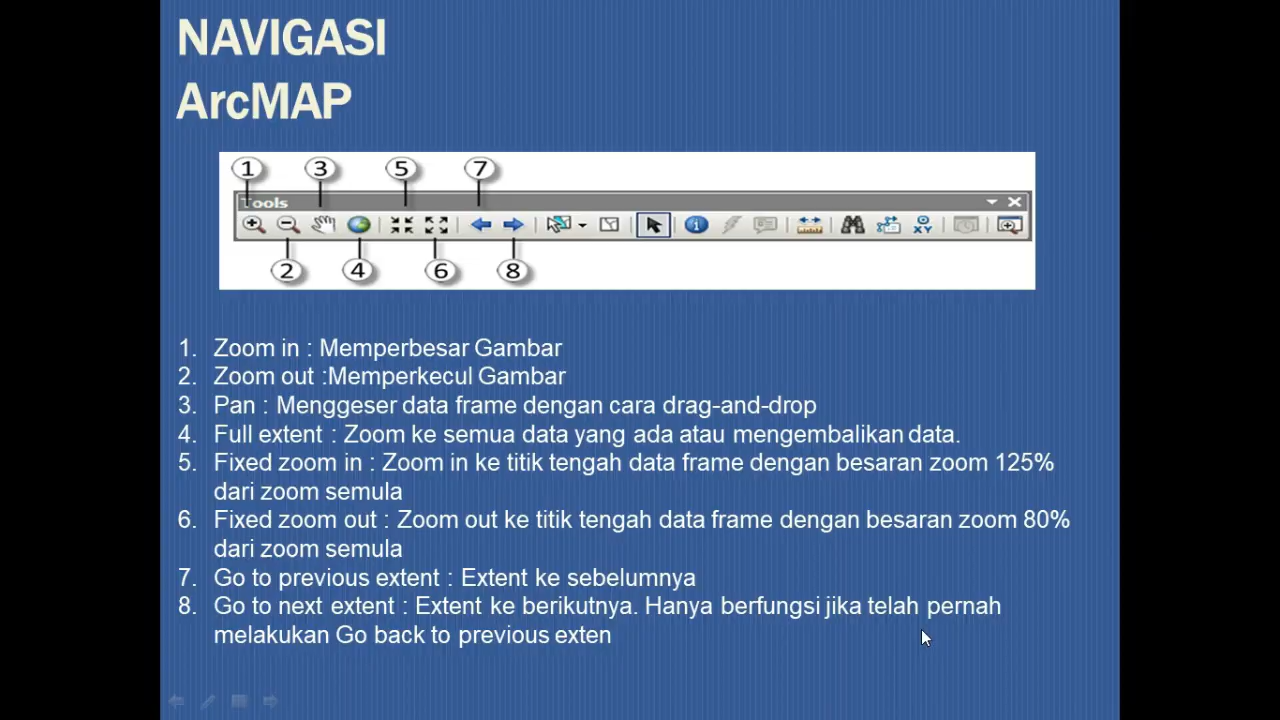 NAVIGASI
ArcMAP
1 3 5 7
Tools
XY
2 4 6 8
1. Zoom in : Memperbesar Gambar
2. Zoom out :Memperkecul Gambar
3. Pan : Menggeser data frame dengan cara drag-and-drop
4. Full extent : Zoom ke semua data yang ada atau mengembalikan data.
5. Fixed zoom in : Zoom in ke titik tengah data frame dengan besaran zoom 125%
dari zoom semula
6. Fixed zoom out : Zoom out ke titik tengah data frame dengan besaran zoom 80%
dari zoom semula
7. Go to previous extent : Extent ke sebelumnya
8. Go to next extent : Extent ke berikutnya. Hanya berfungsi jika telah pernah
melakukan Go back to previous exten